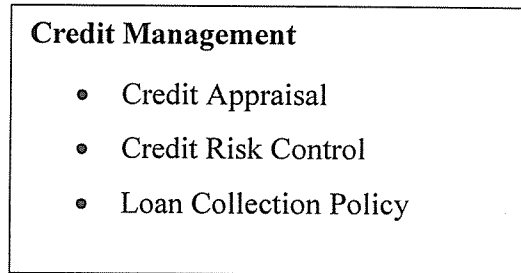 Credit Management
• Credit Appraisal
• Credit Risk Control
• Loan Collection Policy